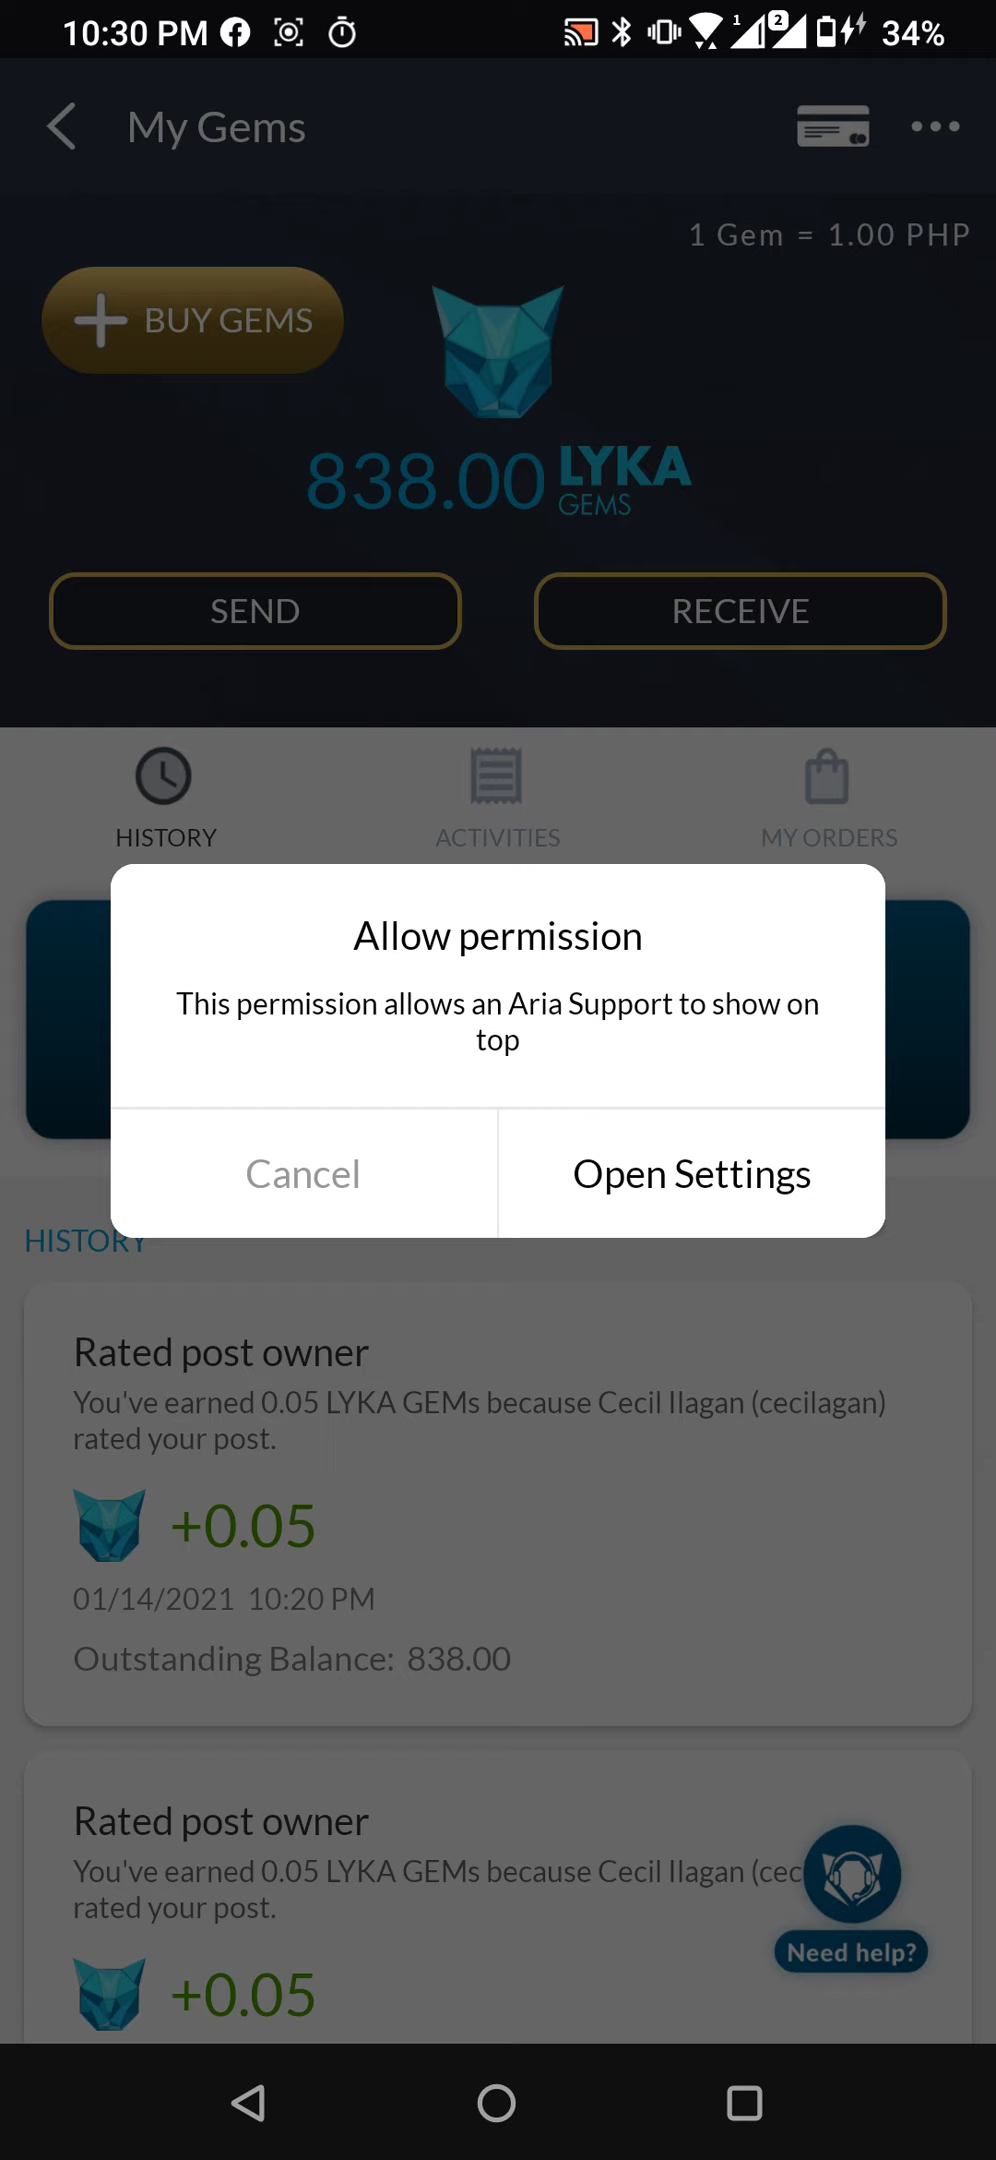 10:30 PM
1
2
34%
My Gems
1 Gem = 1.00 PHP
BUY GEMS
838.00 LYKA
GEMS
SEND
RECEIVE
HISTORY
ACTIVITIES
MY ORDERS
Allow permission
This permission allows an Aria Support to show on
top
Cancel
Open Settings
HISTORY
Rated post owner
You've earned 0.05 LYKA GEMs because Cecil Ilagan (cecilagan)
rated your post.
+0.05
01/14/2021 10:20 PM
Outstanding Balance: 838.00
Rated post owner
You've earned 0.05 LYKA GEMs because Cecil Ilagan (cec
rated your post.
Need help?
+0.05